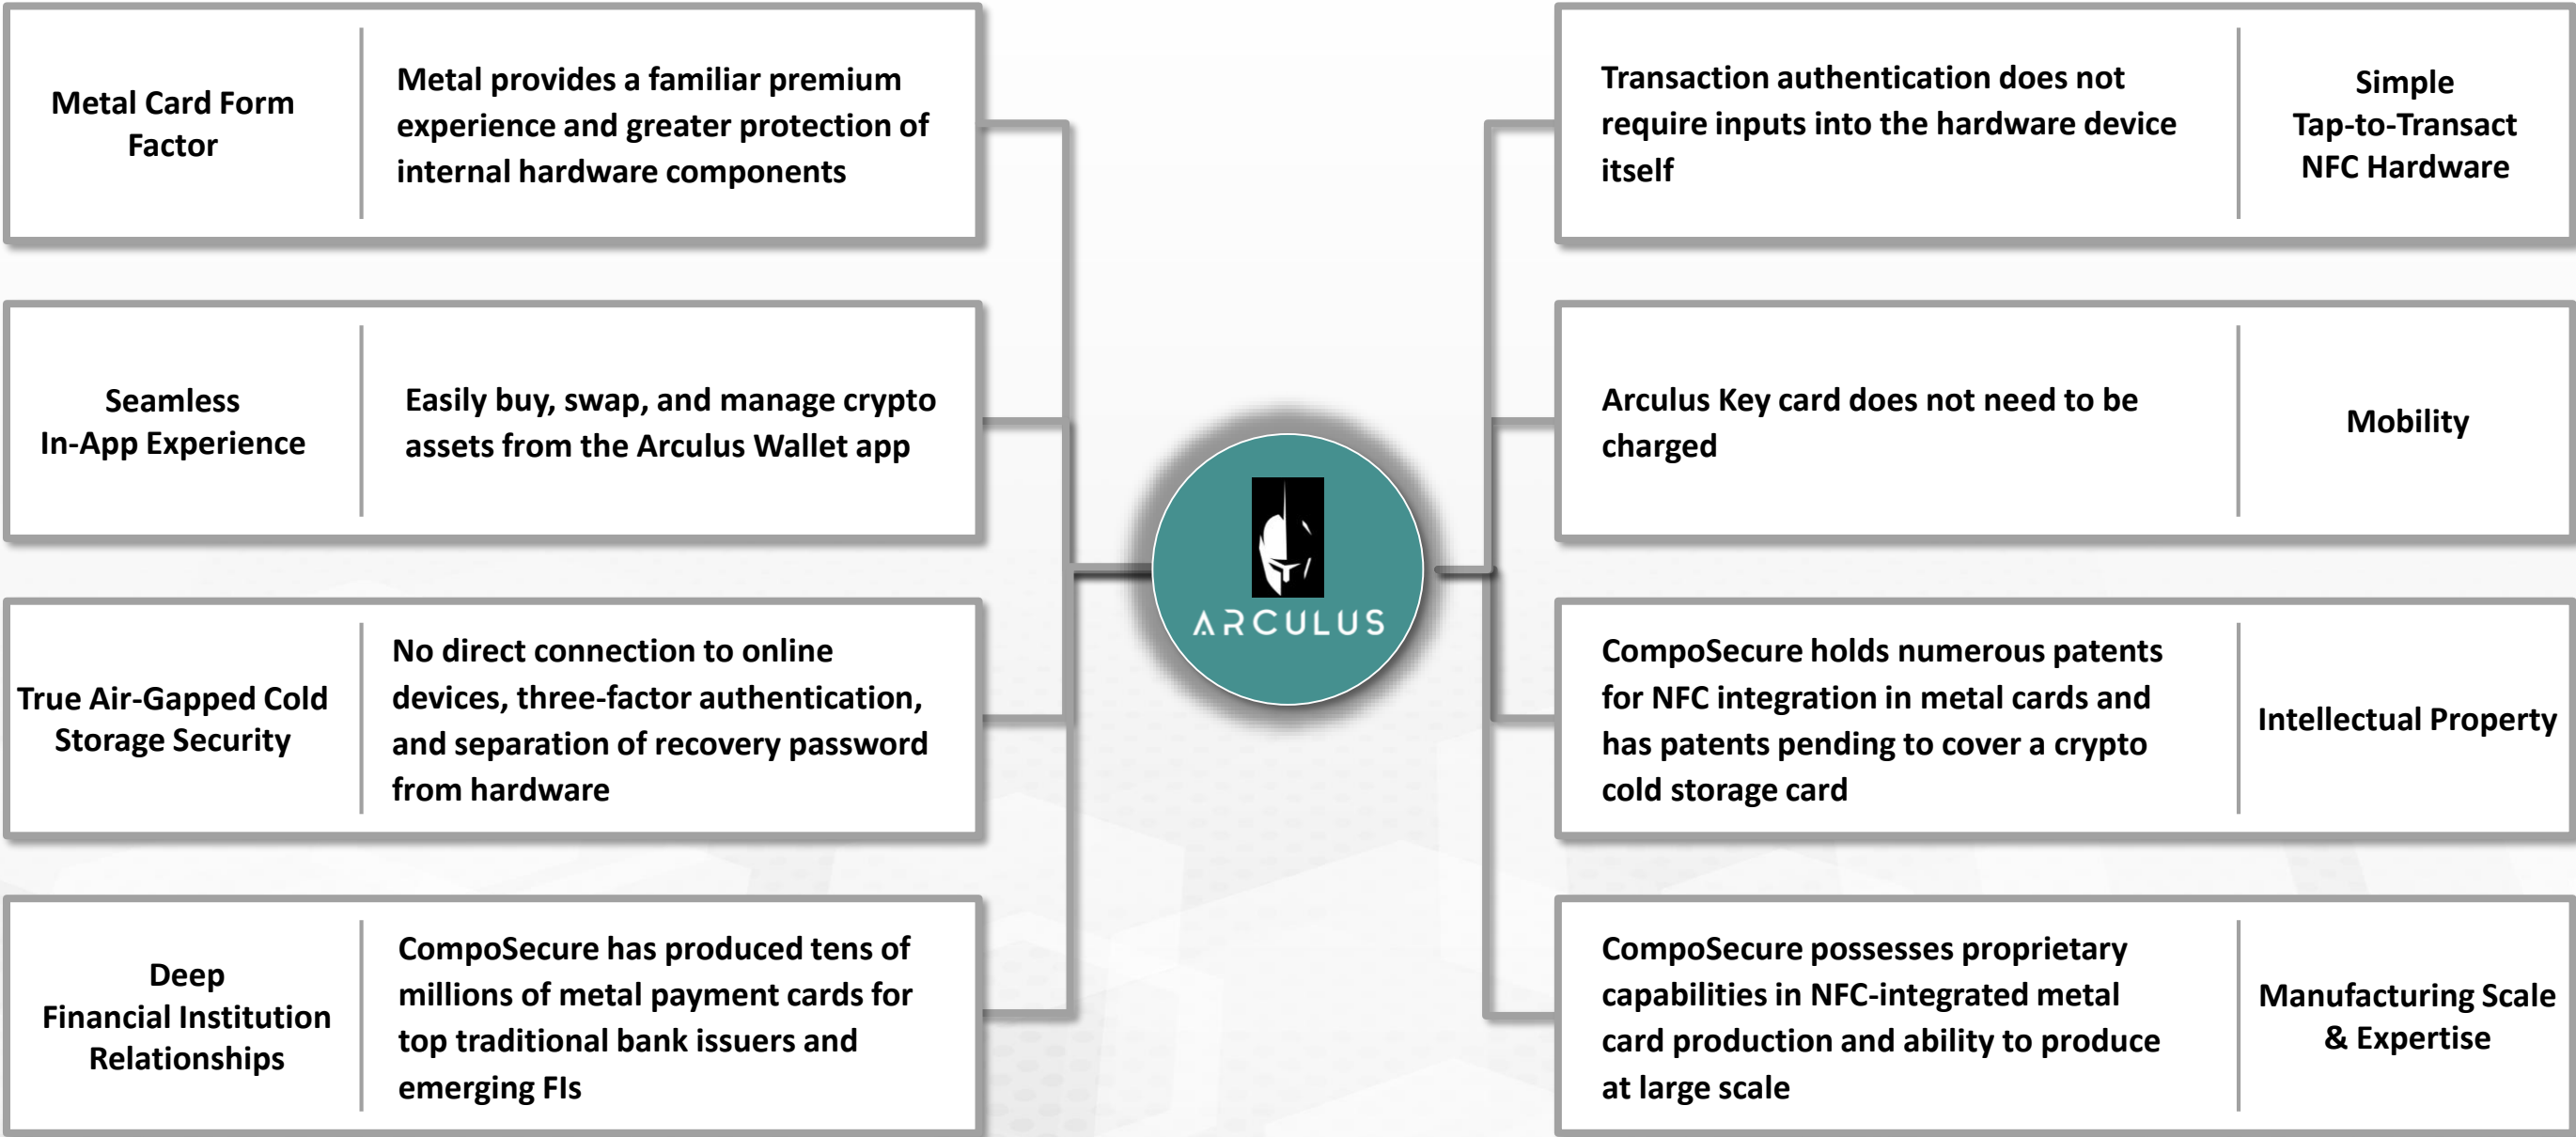 Metal Card Form
Factor
Metal provides a familiar premium
experience and greater protection of
internal hardware components
Seamless
In-App Experience
Easily buy, swap, and manage crypto
assets from the Arculus Wallet app
True Air-Gapped Cold
Storage Security
No direct connection to online
devices, three-factor authentication,
and separation of recovery password
from hardware
Deep
Financial Institution
Relationships
CompoSecure has produced tens of
millions of metal payment cards for
top traditional bank issuers and
emerging FIs
ARCULUS
Transaction authentication does not
require inputs into the hardware device
itself
Simple
Tap-to-Transact
NFC Hardware
Arculus Key card does not need to be
charged
Mobility
CompoSecure holds numerous patents
for NFC integration in metal cards and
has patents pending to cover a crypto
cold storage card
Intellectual Property
CompoSecure possesses proprietary
capabilities in NFC-integrated metal
card production and ability to produce
at large scale
Manufacturing Scale
& Expertise